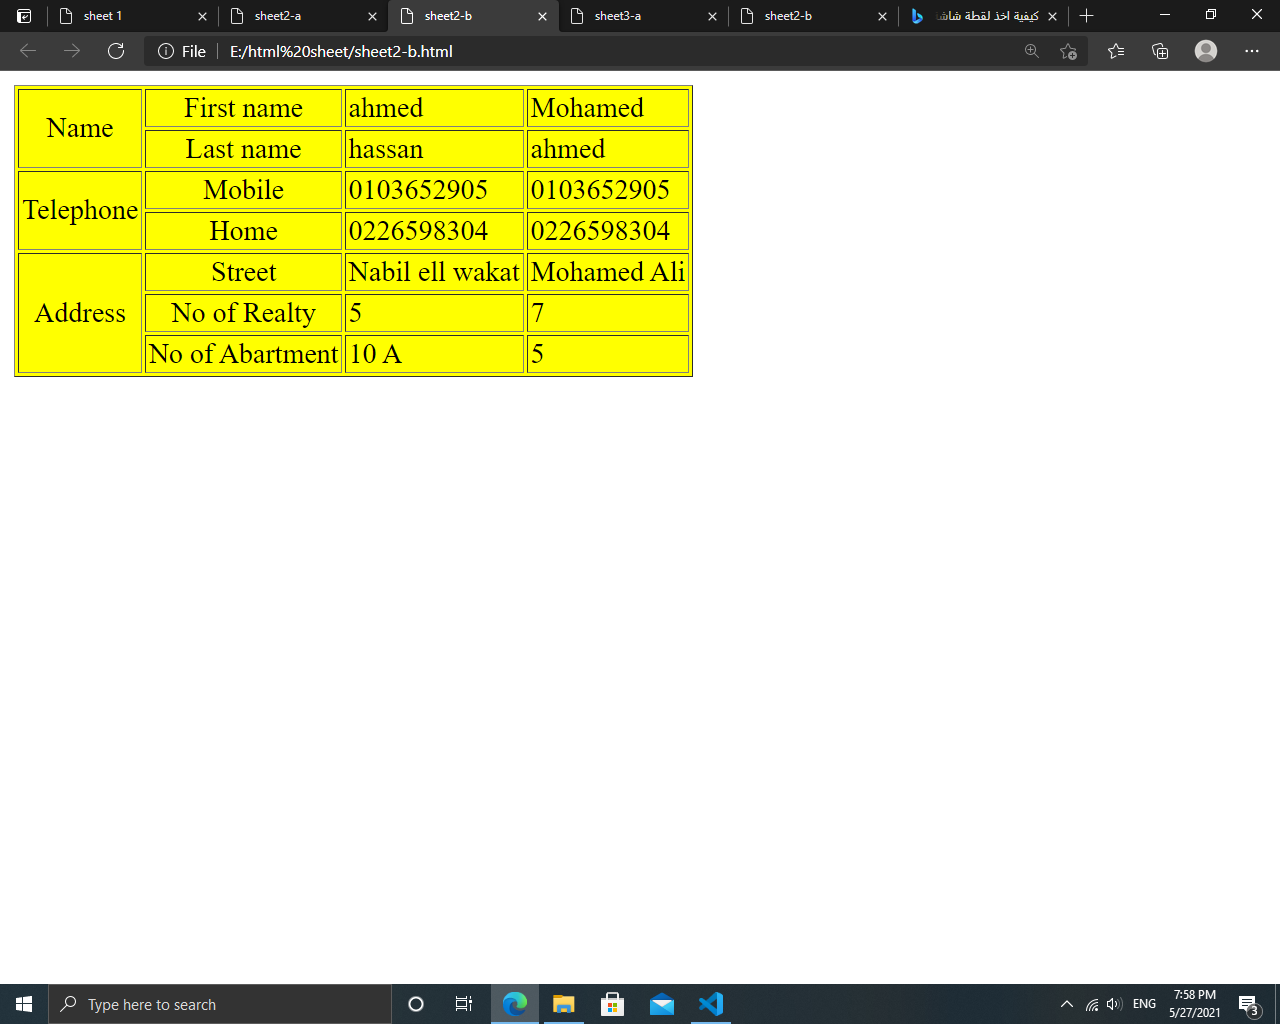 sheet 1
sheet2-a
sheet2-b
sheet3-a
sheet2-b
كيفية اخذ لقطة شاشا
File
E:/html%20sheet/sheet2-b.html
Name First name ahmed Mohamed
Last name hassan ahmed
Telephone Mobile 0103652905 0103652905
Home 0226598304 0226598304
Address Street Nabil ell wakat Mohamed Ali
No of Realty 5 7
No of Abartment 10 A 5
Type here to search
ENG
7:58 PM
5/27/2021
3